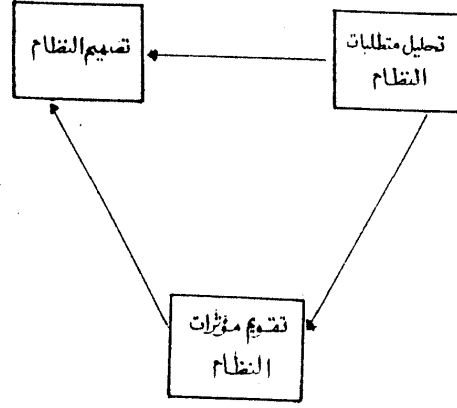 تحليل متطلبات
النظام
تصميم النظام
تقويم مؤثرات
النظام